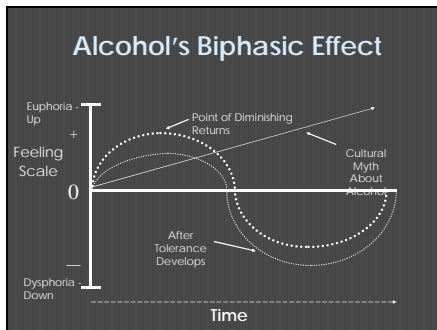 Alcohol's Biphasic Effect
Euphoria -
Up
+
Feeling
Scale
0
—
Dysphoria -
Down
Point of Diminishing
Returns
Cultural
Myth
About
Alcohol
After
Tolerance
Develops
Time